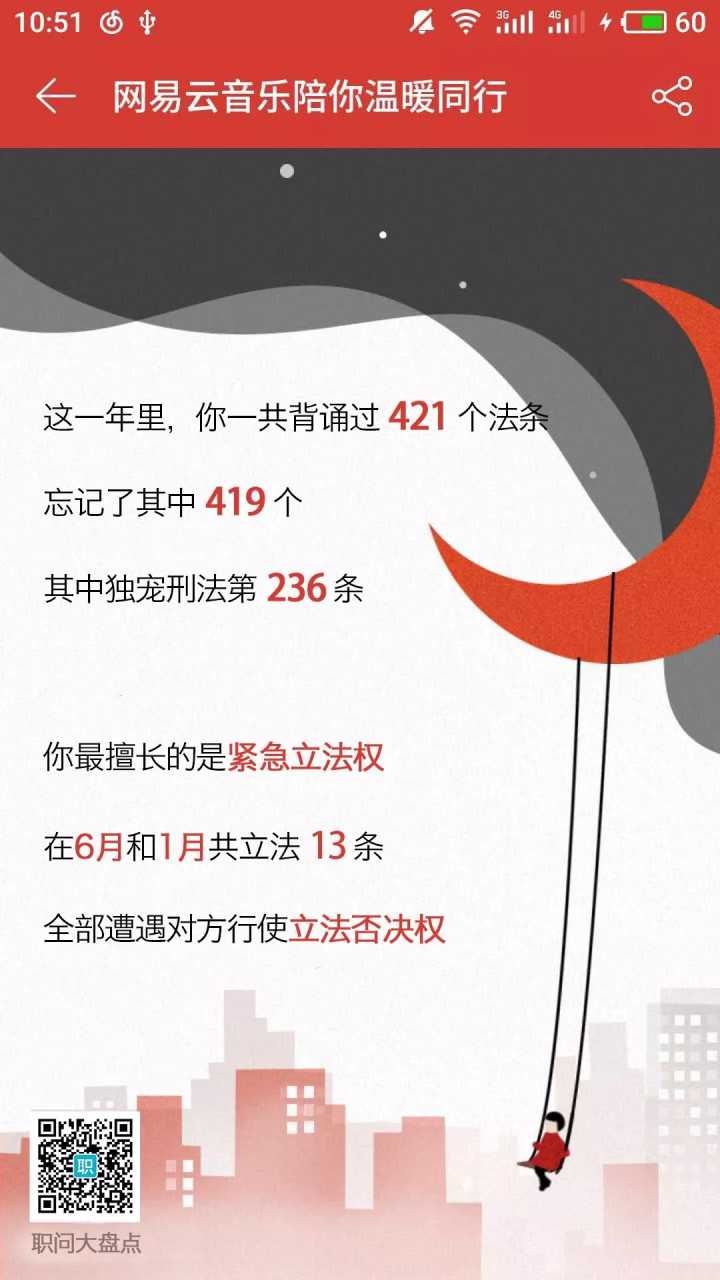 10:51
3G
4G
60
网易云音乐陪你温暖同行
这一年里，你一共背诵过 421 个法条
忘记了其中 419 个
其中独宠刑法第 236 条
你最擅长的是紧急立法权
在6月和1月共立法 13 条
全部遭遇对方行使立法否决权
职
职问大盘点